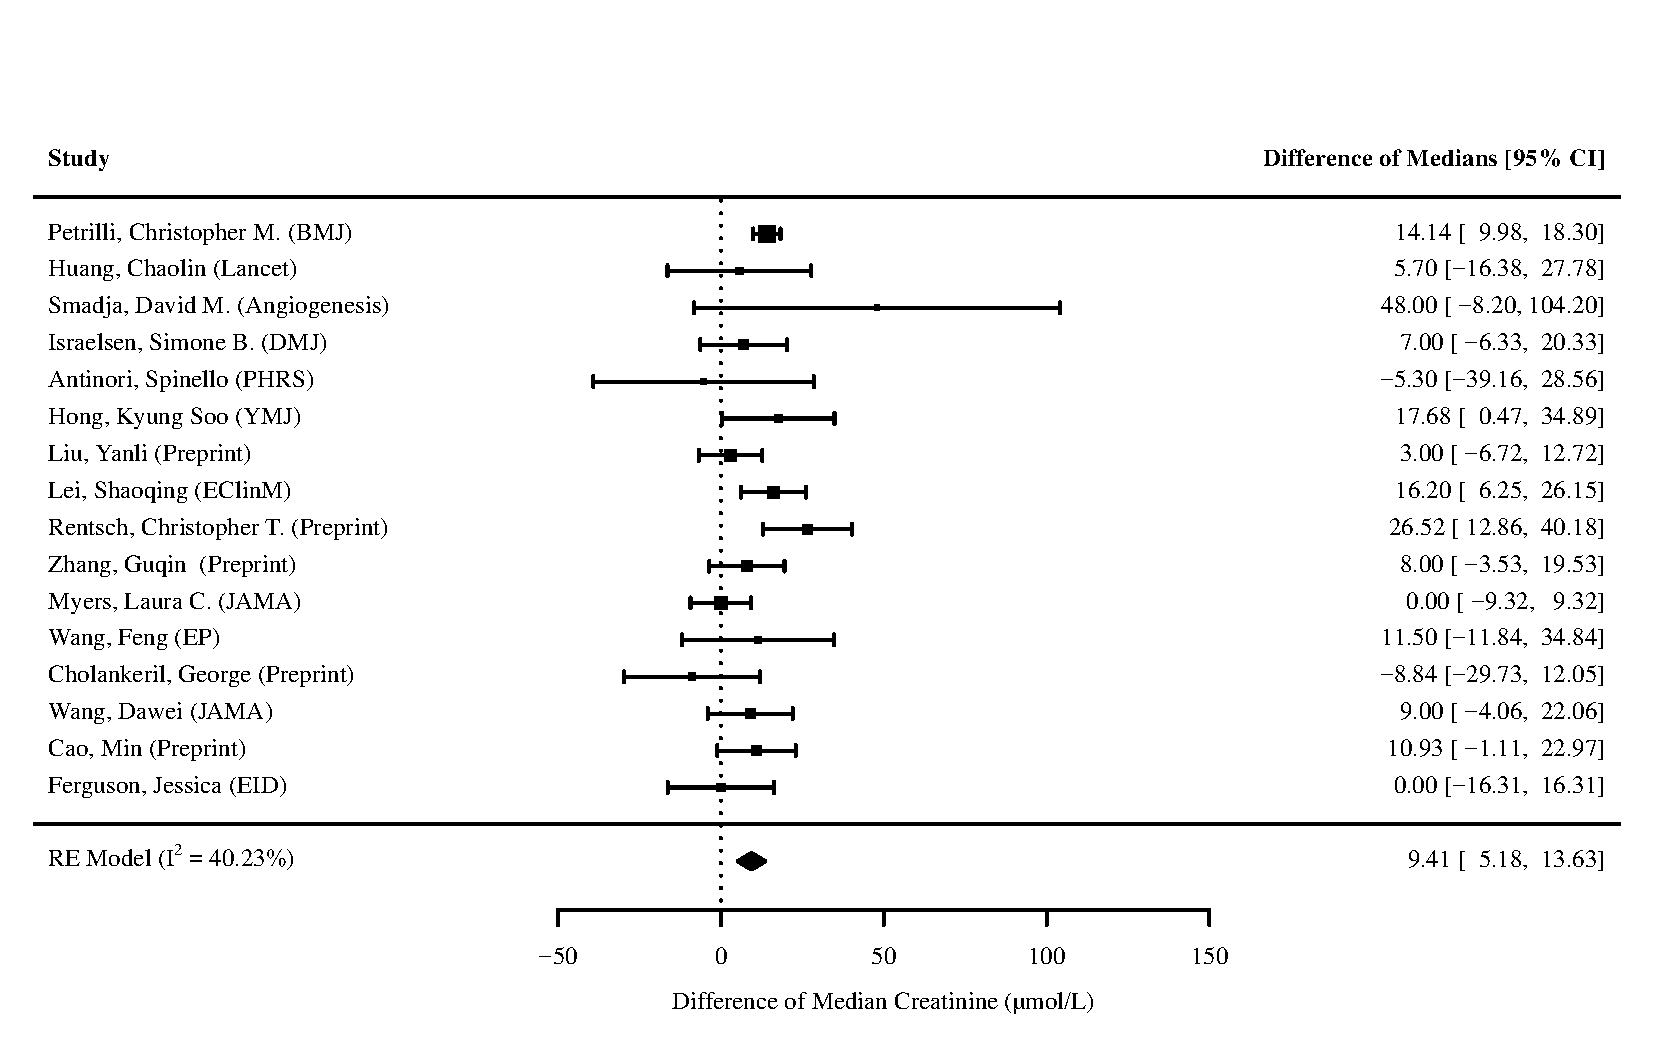 Study Difference of Medians [95% CI]
Petrilli, Christopher M. (BMJ) 14.14 [ 9.98, 18.30]
Huang, Chaolin (Lancet) 5.70 [−16.38, 27.78]
Smadja, David M. (Angiogenesis) 48.00 [ −8.20, 104.20]
Israelsen, Simone B. (DMJ) 7.00 [ −6.33, 20.33]
Antinori, Spinello (PHRS) −5.30 [−39.16, 28.56]
Hong, Kyung Soo (YMJ) 17.68 [ 0.47, 34.89]
Liu, Yanli (Preprint) 3.00 [ −6.72, 12.72]
Lei, Shaoqing (EClinM) 16.20 [ 6.25, 26.15]
Rentsch, Christopher T. (Preprint) 26.52 [ 12.86, 40.18]
Zhang, Guqin (Preprint) 8.00 [ −3.53, 19.53]
Myers, Laura C. (JAMA) 0.00 [ −9.32, 9.32]
Wang, Feng (EP) 11.50 [−11.84, 34.84]
Cholankeril, George (Preprint) −8.84 [−29.73, 12.05]
Wang, Dawei (JAMA) 9.00 [ −4.06, 22.06]
Cao, Min (Preprint) 10.93 [ −1.11, 22.97]
Ferguson, Jessica (EID) 0.00 [−16.31, 16.31]
RE Model (I² = 40.23%) 9.41 [ 5.18, 13.63]
−50 0 50 100 150
Difference of Median Creatinine (μmol/L)